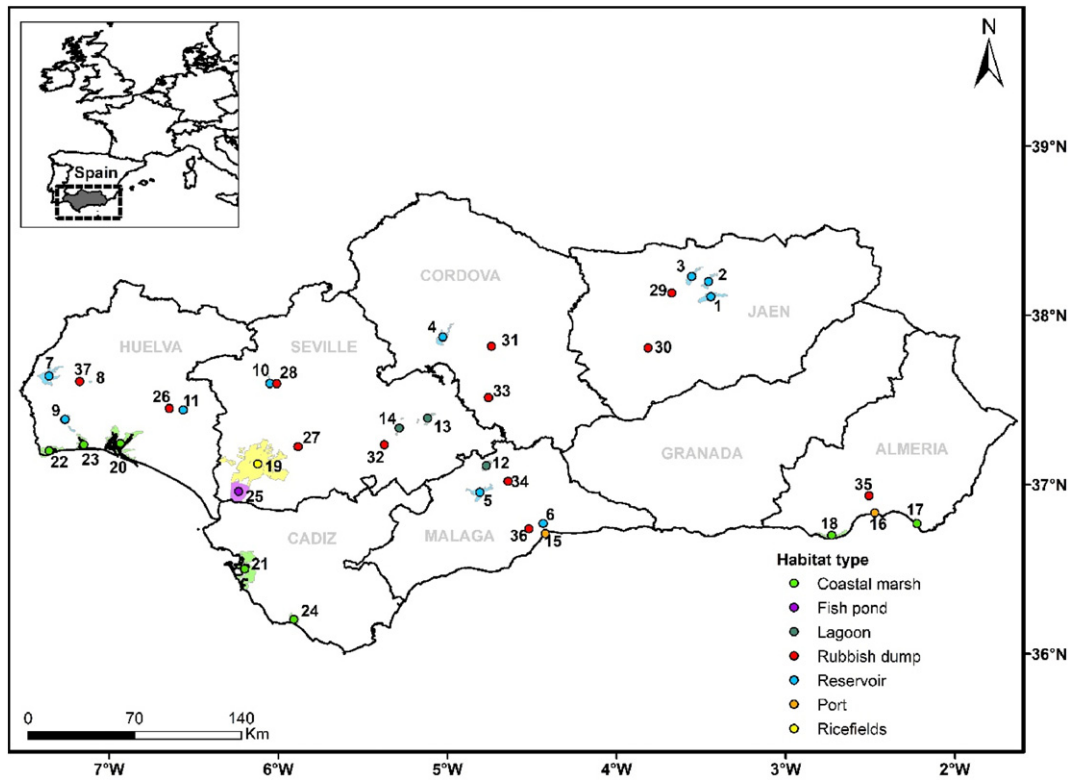 N
Spain
39°N
CORDOVA
3
2
29
1
JAEN
38°N
4
31
HUELVA
SEVILLE
30
7
37
8
10
28
33
26
11
9
14
13
27
32
22
23
20
19
12
GRANADA
ALMERIA
34
25
5
35
37°N
6
17
36
16
18
CADIZ
MALAGA
15
21
Habitat type
Coastal marsh
24
Fish pond
Lagoon
36°N
Rubbish dump
Reservoir
0 70 140
Port
Km
Ricefields
7°W 6°W 5°W 4°W 3°W 2°W